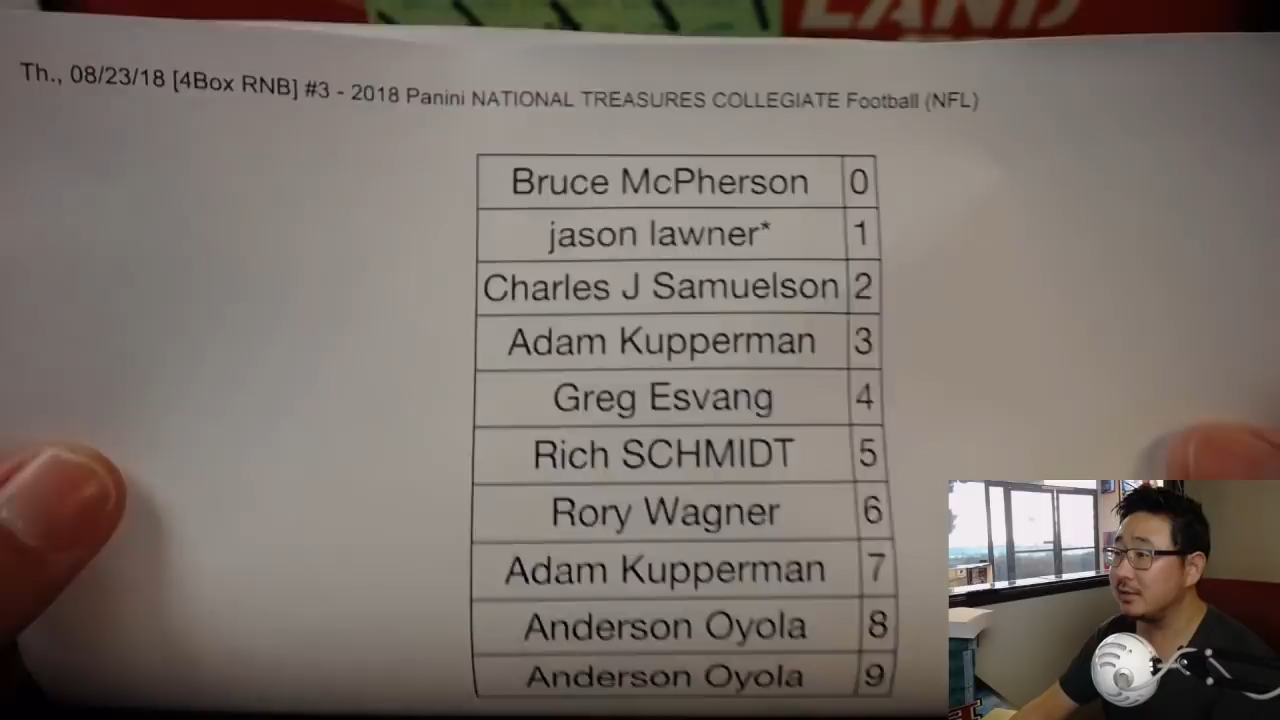 LAND
Th., 08/23/18 [4Box RNB] #3 - 2018 Panini NATIONAL TREASURES COLLEGIATE Football (NFL)
Bruce McPherson 0
jason lawner* 1
Charles J Samuelson 2
Adam Kupperman 3
Greg Esvang 4
Rich SCHMIDT 5
Rory Wagner 6
Adam Kupperman 7
Anderson Oyola 8
Anderson Oyola 9